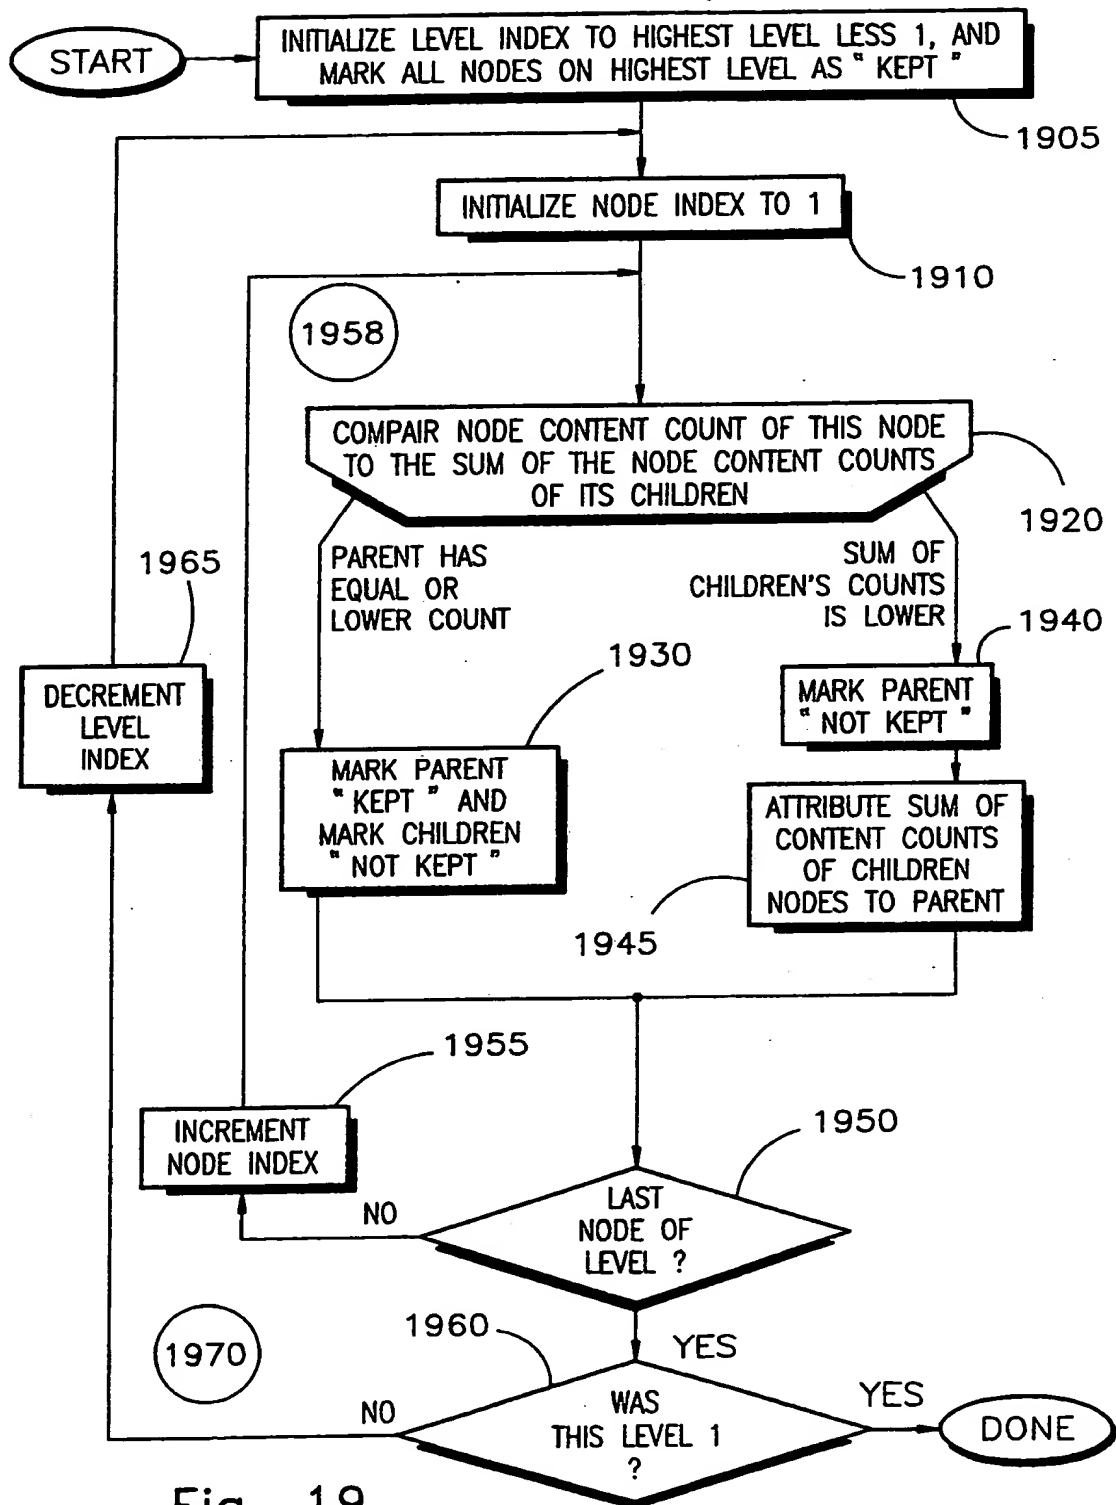 START
INITIALIZE LEVEL INDEX TO HIGHEST LEVEL LESS 1, AND
MARK ALL NODES ON HIGHEST LEVEL AS " KEPT "
1905
INITIALIZE NODE INDEX TO 1
1910
1958
COMPAIR NODE CONTENT COUNT OF THIS NODE
TO THE SUM OF THE NODE CONTENT COUNTS
OF ITS CHILDREN
1920
PARENT HAS
EQUAL OR
LOWER COUNT
SUM OF
CHILDREN'S COUNTS
IS LOWER
1965
1930
1940
DECREMENT
LEVEL
INDEX
MARK PARENT
" NOT KEPT "
MARK PARENT
" KEPT " AND
MARK CHILDREN
" NOT KEPT "
ATTRIBUTE SUM OF
CONTENT COUNTS
OF CHILDREN
NODES TO PARENT
1945
1955
INCREMENT
NODE INDEX
1950
LAST
NODE OF
LEVEL ?
NO
YES
1960
1970
WAS
THIS LEVEL 1
?
NO
YES
DONE
Fig. 19